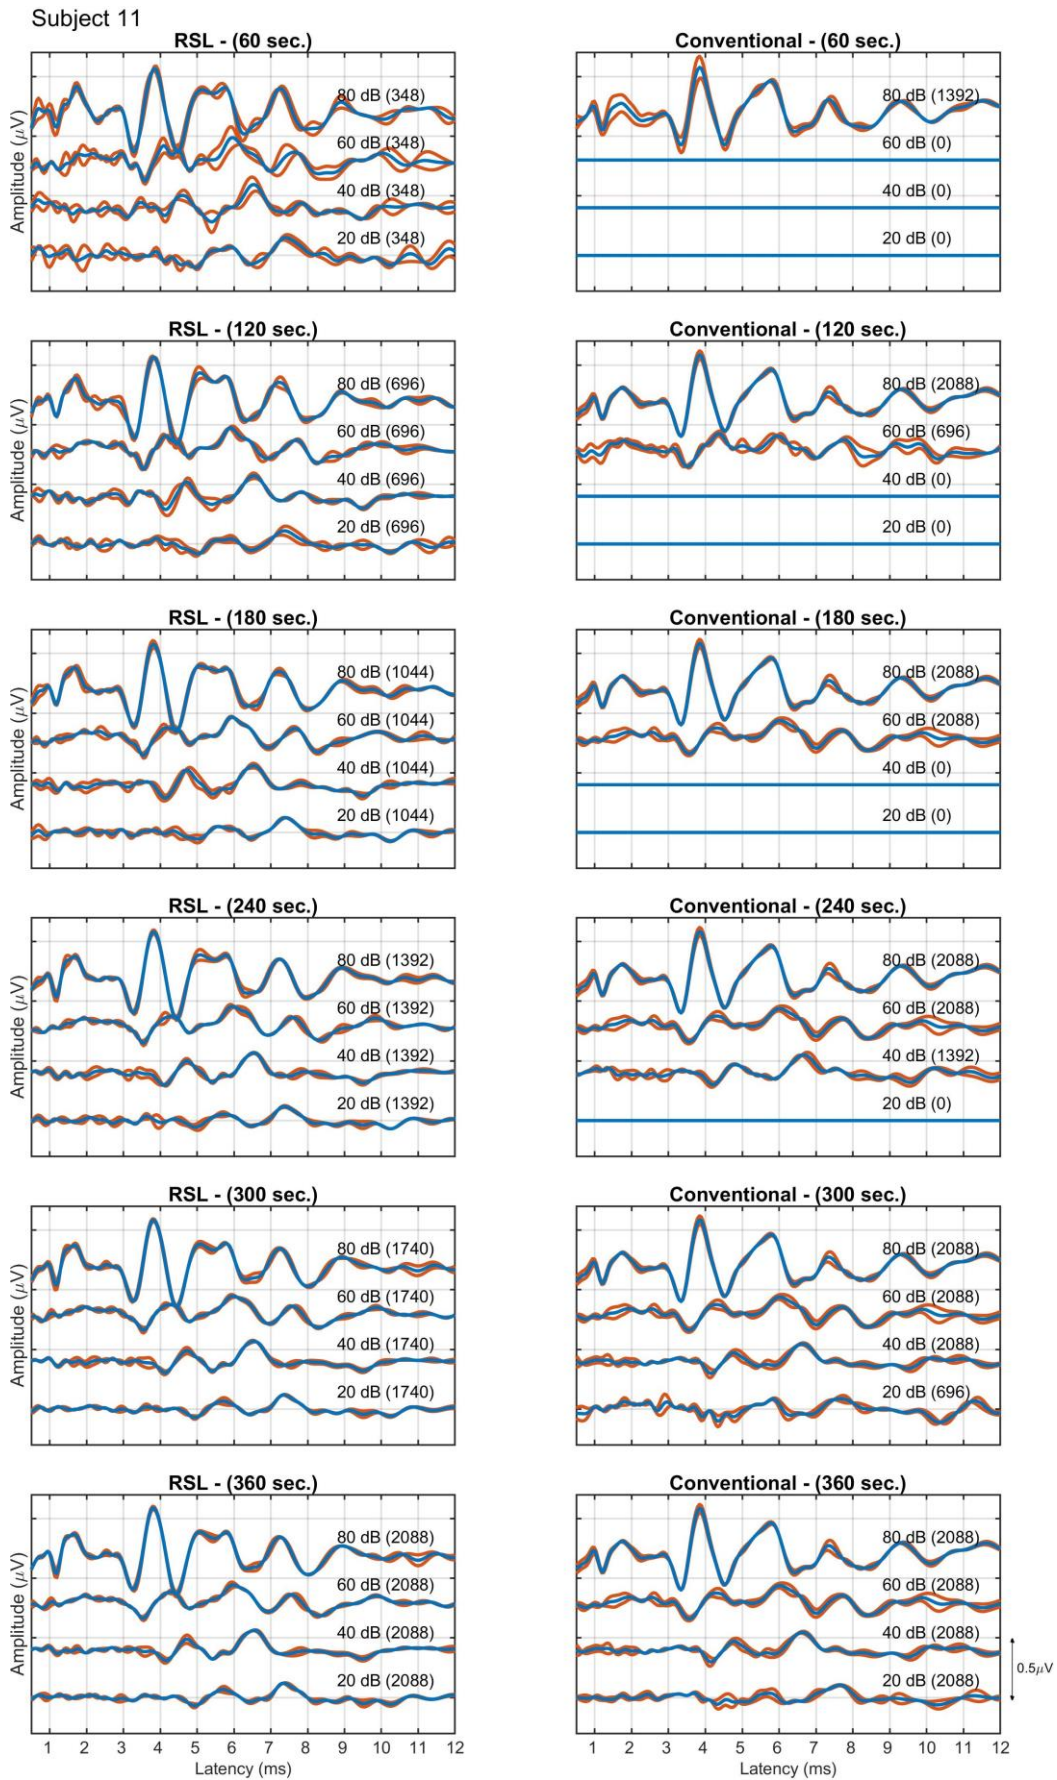 Subject 11
RSL - (60 sec.)
Conventional - (60 sec.)
Amplitude (μV)
80 dB (348)
60 dB (348)
40 dB (348)
20 dB (348)
80 dB (1392)
60 dB (0)
40 dB (0)
20 dB (0)
RSL - (120 sec.)
Conventional - (120 sec.)
Amplitude (μV)
80 dB (696)
60 dB (696)
40 dB (696)
20 dB (696)
80 dB (2088)
60 dB (696)
40 dB (0)
20 dB (0)
RSL - (180 sec.)
Conventional - (180 sec.)
Amplitude (μV)
80 dB (1044)
60 dB (1044)
40 dB (1044)
20 dB (1044)
80 dB (2088)
60 dB (2088)
40 dB (0)
20 dB (0)
RSL - (240 sec.)
Conventional - (240 sec.)
Amplitude (μV)
80 dB (1392)
60 dB (1392)
40 dB (1392)
20 dB (1392)
80 dB (2088)
60 dB (2088)
40 dB (1392)
20 dB (0)
RSL - (300 sec.)
Conventional - (300 sec.)
Amplitude (μV)
80 dB (1740)
60 dB (1740)
40 dB (1740)
20 dB (1740)
80 dB (2088)
60 dB (2088)
40 dB (2088)
20 dB (696)
RSL - (360 sec.)
Conventional - (360 sec.)
Amplitude (μV)
80 dB (2088)
60 dB (2088)
40 dB (2088)
20 dB (2088)
80 dB (2088)
60 dB (2088)
40 dB (2088)
20 dB (2088)
0.5μV
1 2 3 4 5 6 7 8 9 10 11 12
1 2 3 4 5 6 7 8 9 10 11 12
Latency (ms)
Latency (ms)